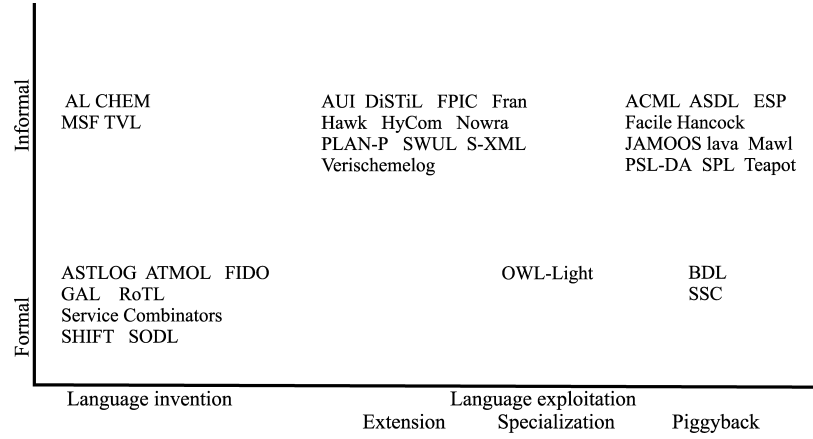 Informal
AL CHEM
MSF TVL
AUI DiSTiL FPIC Fran
Hawk HyCom Nowra
PLAN-P SWUL S-XML
Verischemelog
ACML ASDL ESP
Facile Hancock
JAMOOS lava Mawl
PSL-DA SPL Teapot
Formal
ASTLOG ATMOL FIDO
GAL RoTL
Service Combinators
SHIFT SODL
OWL-Light
BDL
SSC
Language invention
Language exploitation
Extension
Specialization
Piggyback